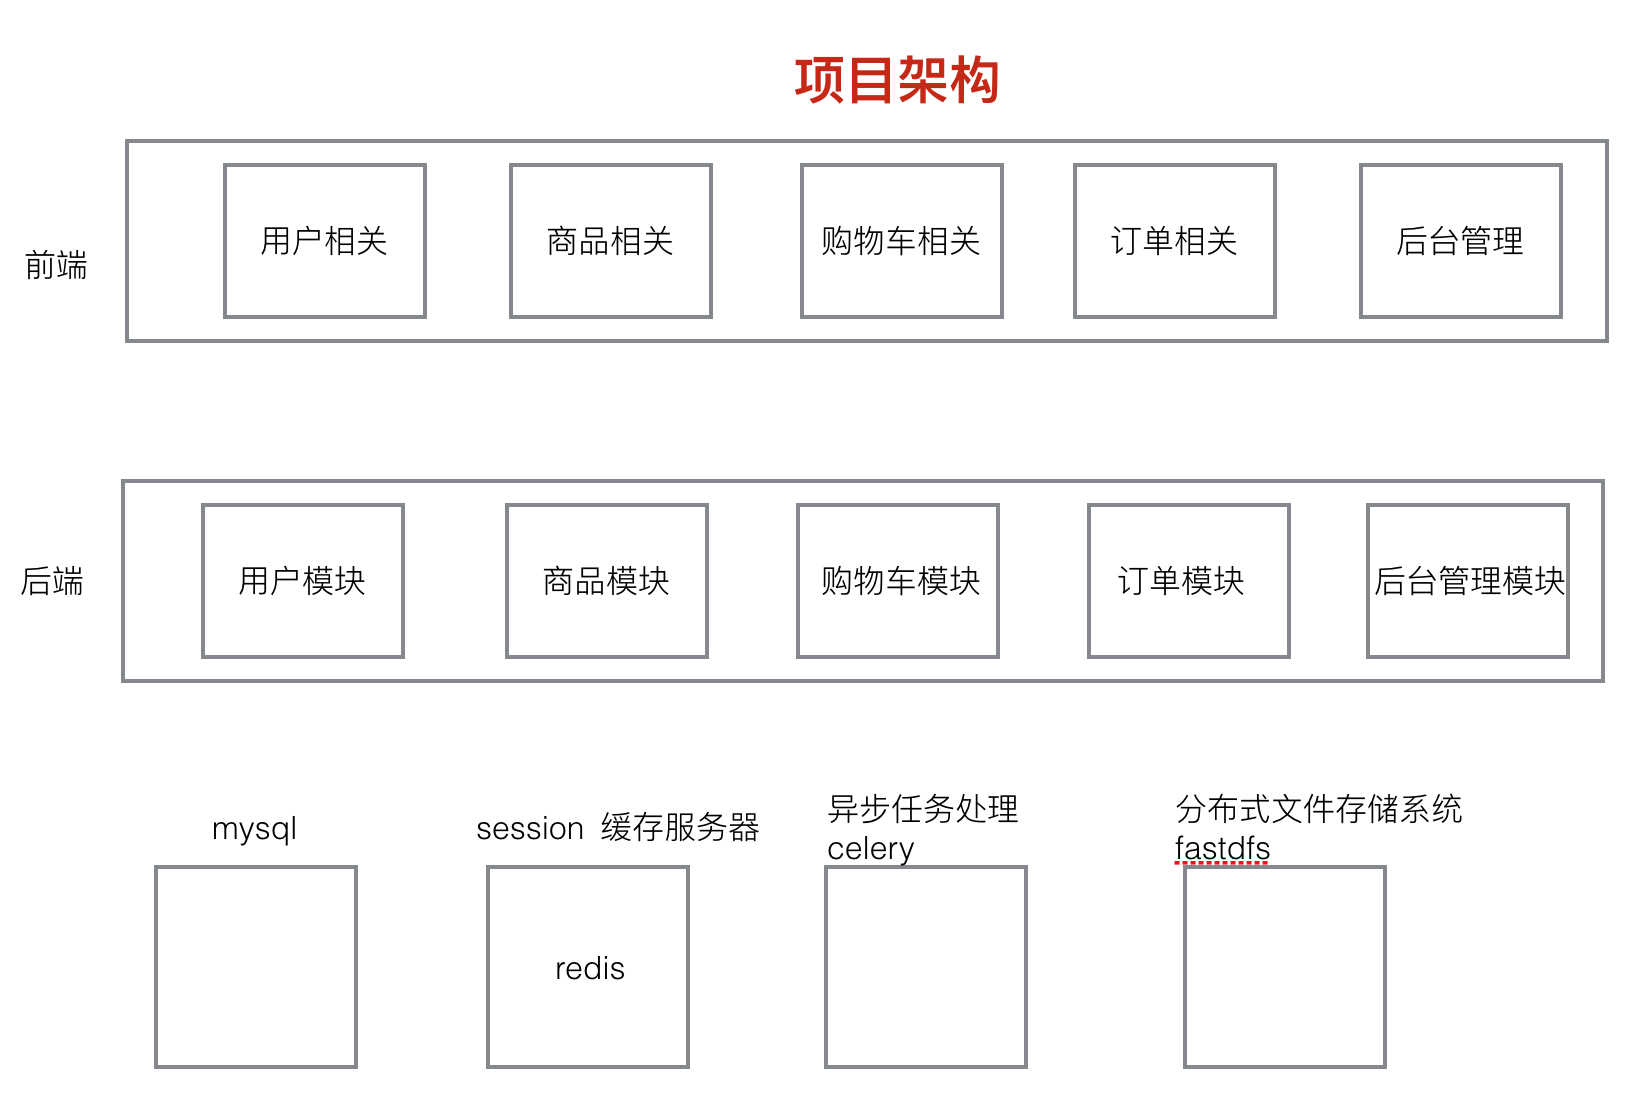 项目架构
前端
用户相关
商品相关
购物车相关
订单相关
后台管理
后端
用户模块
商品模块
购物车模块
订单模块
后台管理模块
mysql
session 缓存服务器
异步任务处理
celery
分布式文件存储系统
fastdfs
redis